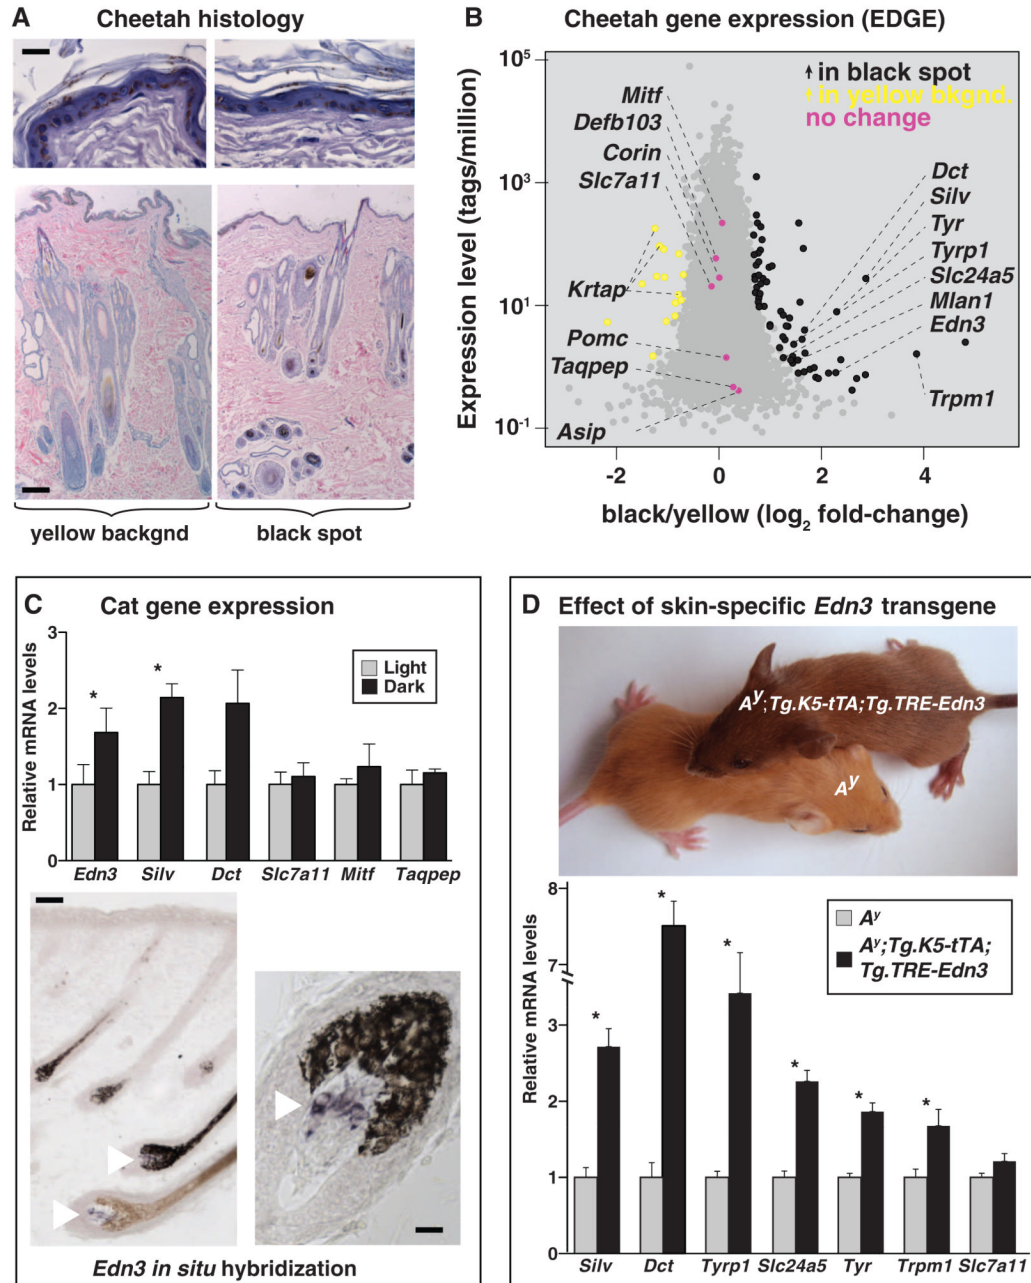 A Cheetah histology
yellow backgnd
black spot
B Cheetah gene expression (EDGE)
Expression level (tags/million)
10⁵
10³
10¹
10⁻¹
↑ in black spot
↑ in yellow bkgnd.
no change
Mitf
Defb103
Corin
Slc7a11
Krtap
Pomc
Taqpep
Asip
Dct
Silv
Tyr
Tyrp1
Slc24a5
Mlan1
Edn3
Trpm1
-2 0 2 4
black/yellow (log₂ fold-change)
C Cat gene expression
Relative mRNA levels
3
2
1
0
Light
Dark
*
*
Edn3 Silv Dct Slc7a11 Mitf Taqpep
Edn3 in situ hybridization
D Effect of skin-specific Edn3 transgene
Aʸ;Tg.K5-tTA;Tg.TRE-Edn3
Aʸ
Relative mRNA levels
8
7
3
2
1
0
Aʸ
Aʸ;Tg.K5-tTA;
Tg.TRE-Edn3
*
*
*
*
*
*
Silv Dct Tyrp1 Slc24a5 Tyr Trpm1 Slc7a11